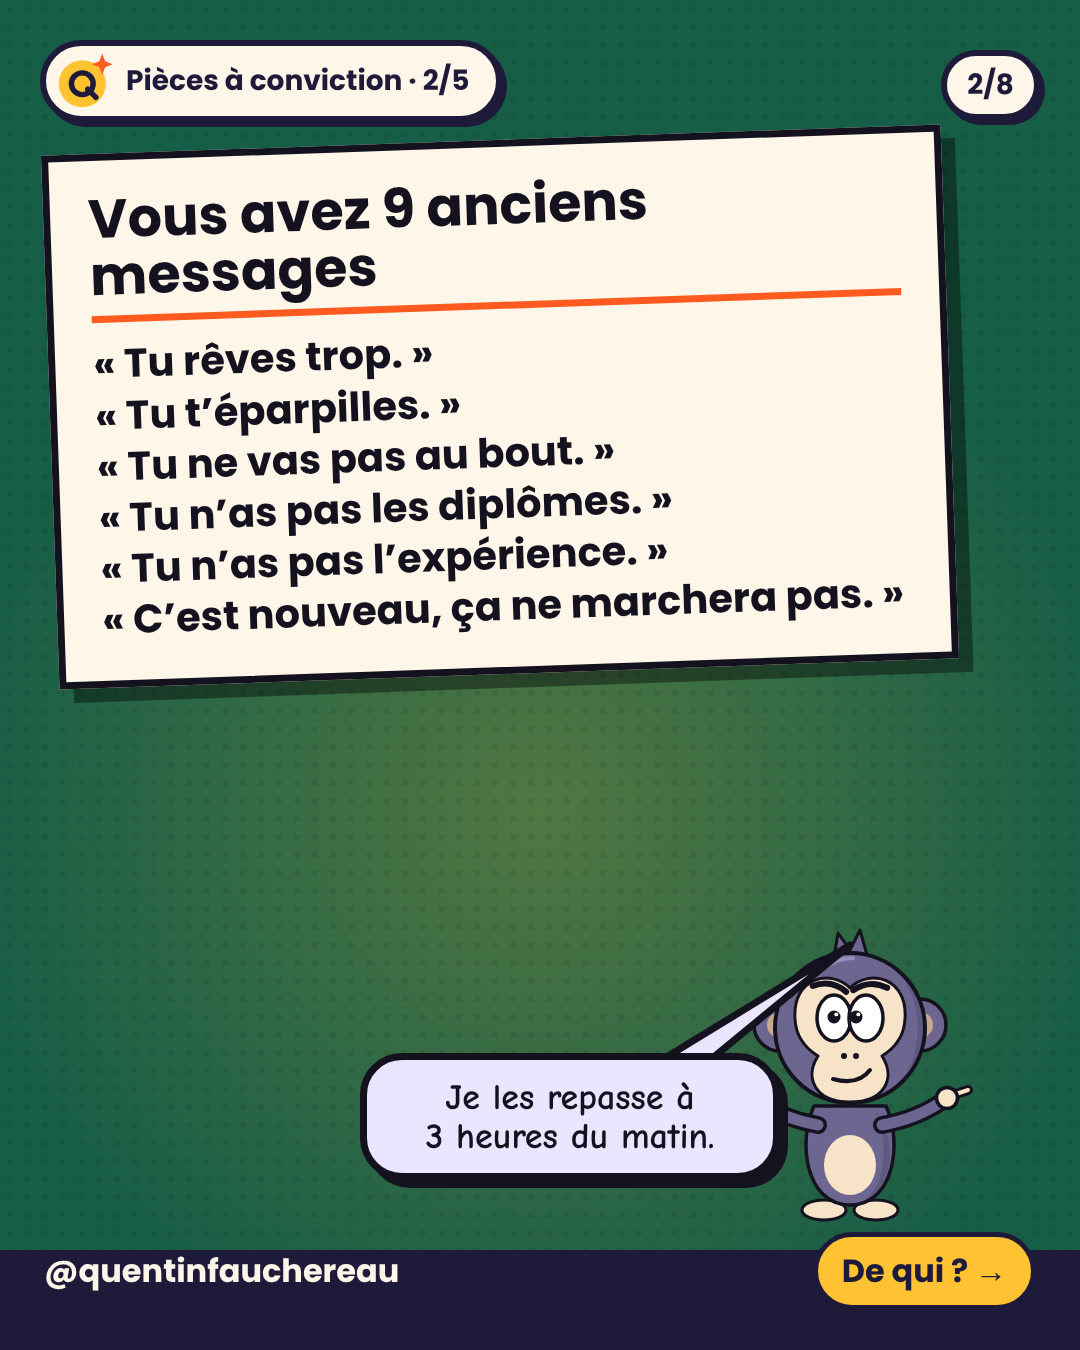 Q Pièces à conviction · 2/5
2/8
Vous avez 9 anciens
messages
« Tu rêves trop. »
« Tu t’éparpilles. »
« Tu ne vas pas au bout. »
« Tu n’as pas les diplômes. »
« Tu n’as pas l’expérience. »
« C’est nouveau, ça ne marchera pas. »
Je les repasse à
3 heures du matin.
@quentinfauchereau
De qui ? →